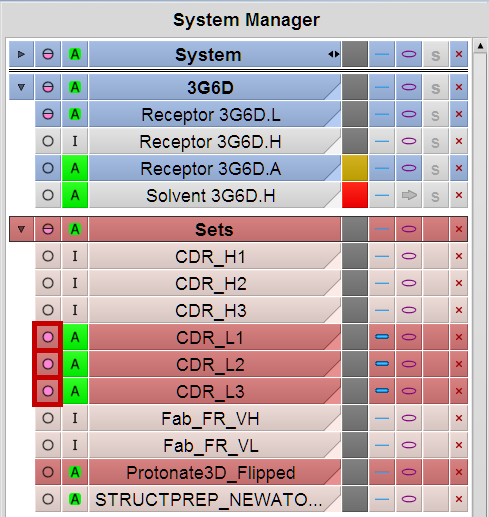 System Manager
A System S ×
A 3G6D S ×
A Receptor 3G6D.L S ×
I Receptor 3G6D.H S ×
A Receptor 3G6D.A S ×
A Solvent 3G6D.H S ×
A Sets ×
I CDR_H1 ×
I CDR_H2 ×
I CDR_H3 ×
A CDR_L1 ×
A CDR_L2 ×
A CDR_L3 ×
I Fab_FR_VH ×
I Fab_FR_VL ×
A Protonate3D_Flipped ×
A STRUCTPREP_NEWATO... ×